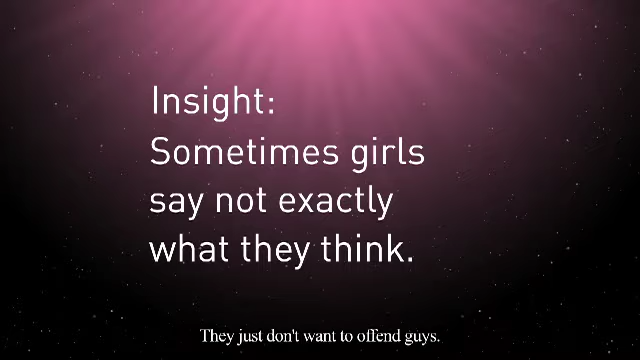 Insight:
Sometimes girls
say not exactly
what they think.
They just don't want to offend guys.